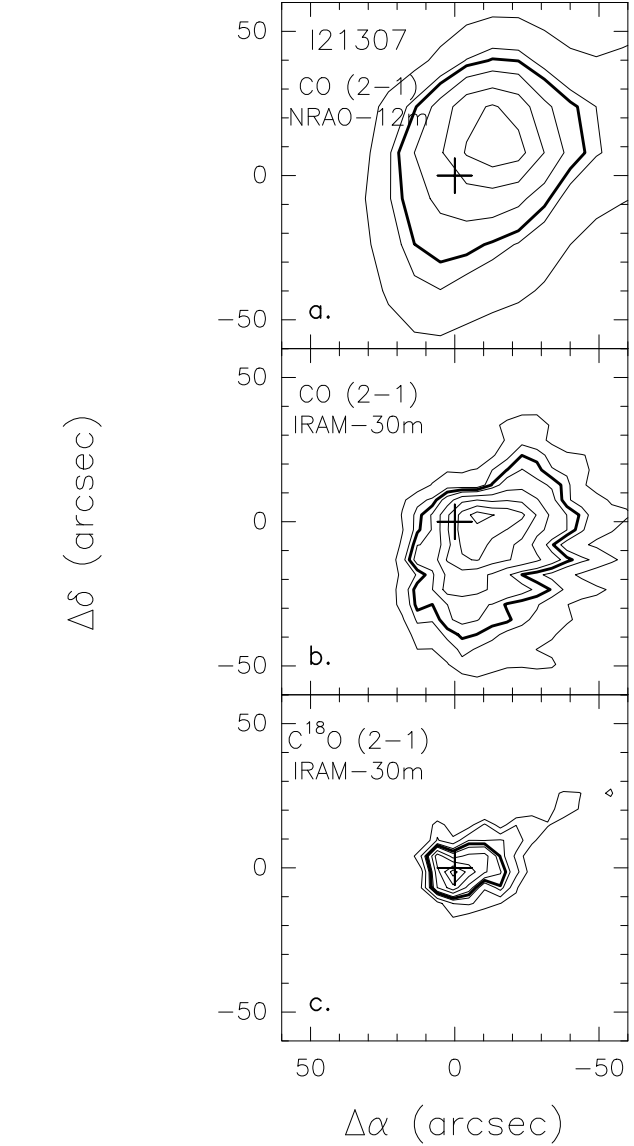 50
I21307
CO (2−1)
NRAO−12m
0
−50
a.
50
CO (2−1)
IRAM−30m
0
−50
b.
50
C¹⁸O (2−1)
IRAM−30m
0
−50
c.
50 0 −50
Δα (arcsec)
Δδ (arcsec)